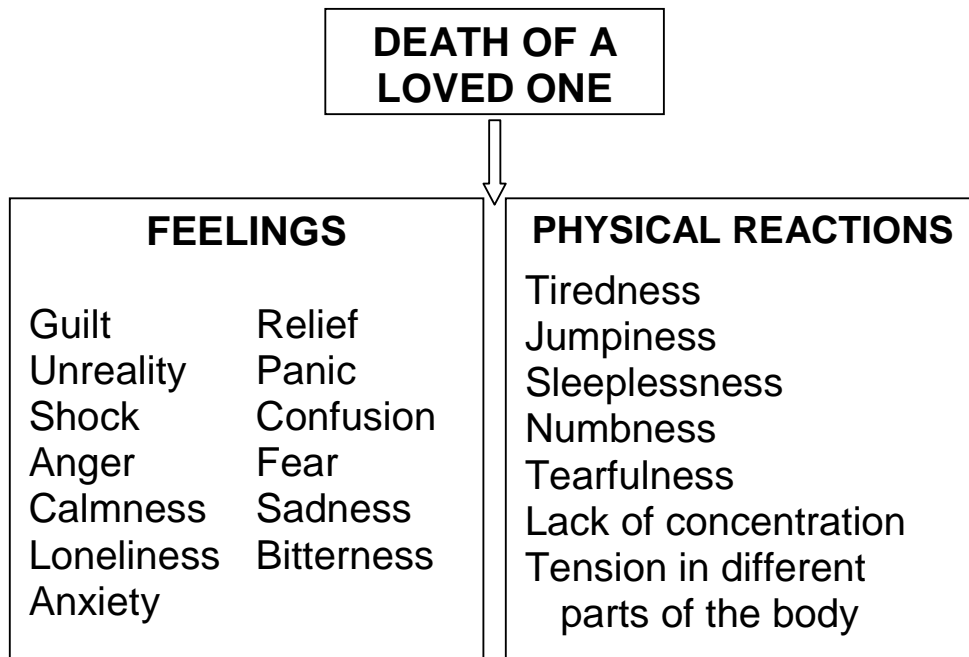 DEATH OF A
LOVED ONE
FEELINGS
Guilt Relief
Unreality Panic
Shock Confusion
Anger Fear
Calmness Sadness
Loneliness Bitterness
Anxiety
PHYSICAL REACTIONS
Tiredness
Jumpiness
Sleeplessness
Numbness
Tearfulness
Lack of concentration
Tension in different
parts of the body